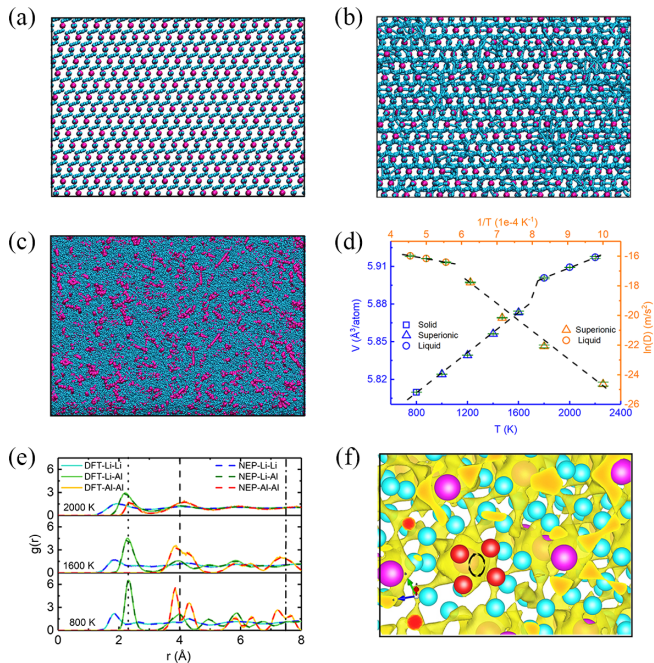 (a)
(b)
(c)
(d)
1/T (1e-4 K⁻¹)
4 5 6 7 8 9 10
5.91
5.88
5.85
5.82
V (Å³/atom)
Solid
Superionic
Liquid
Superionic
Liquid
-16
-18
-20
-22
-24
-26
ln(D) (m/s²)
400 800 1200 1600 2000 2400
T (K)
(e)
DFT-Li-Li
DFT-Li-Al
DFT-Al-Al
NEP-Li-Li
NEP-Li-Al
NEP-Al-Al
6
3
0
2000 K
6
3
0
1600 K
6
3
0
800 K
g(r)
0 2 4 6 8
r (Å)
(f)